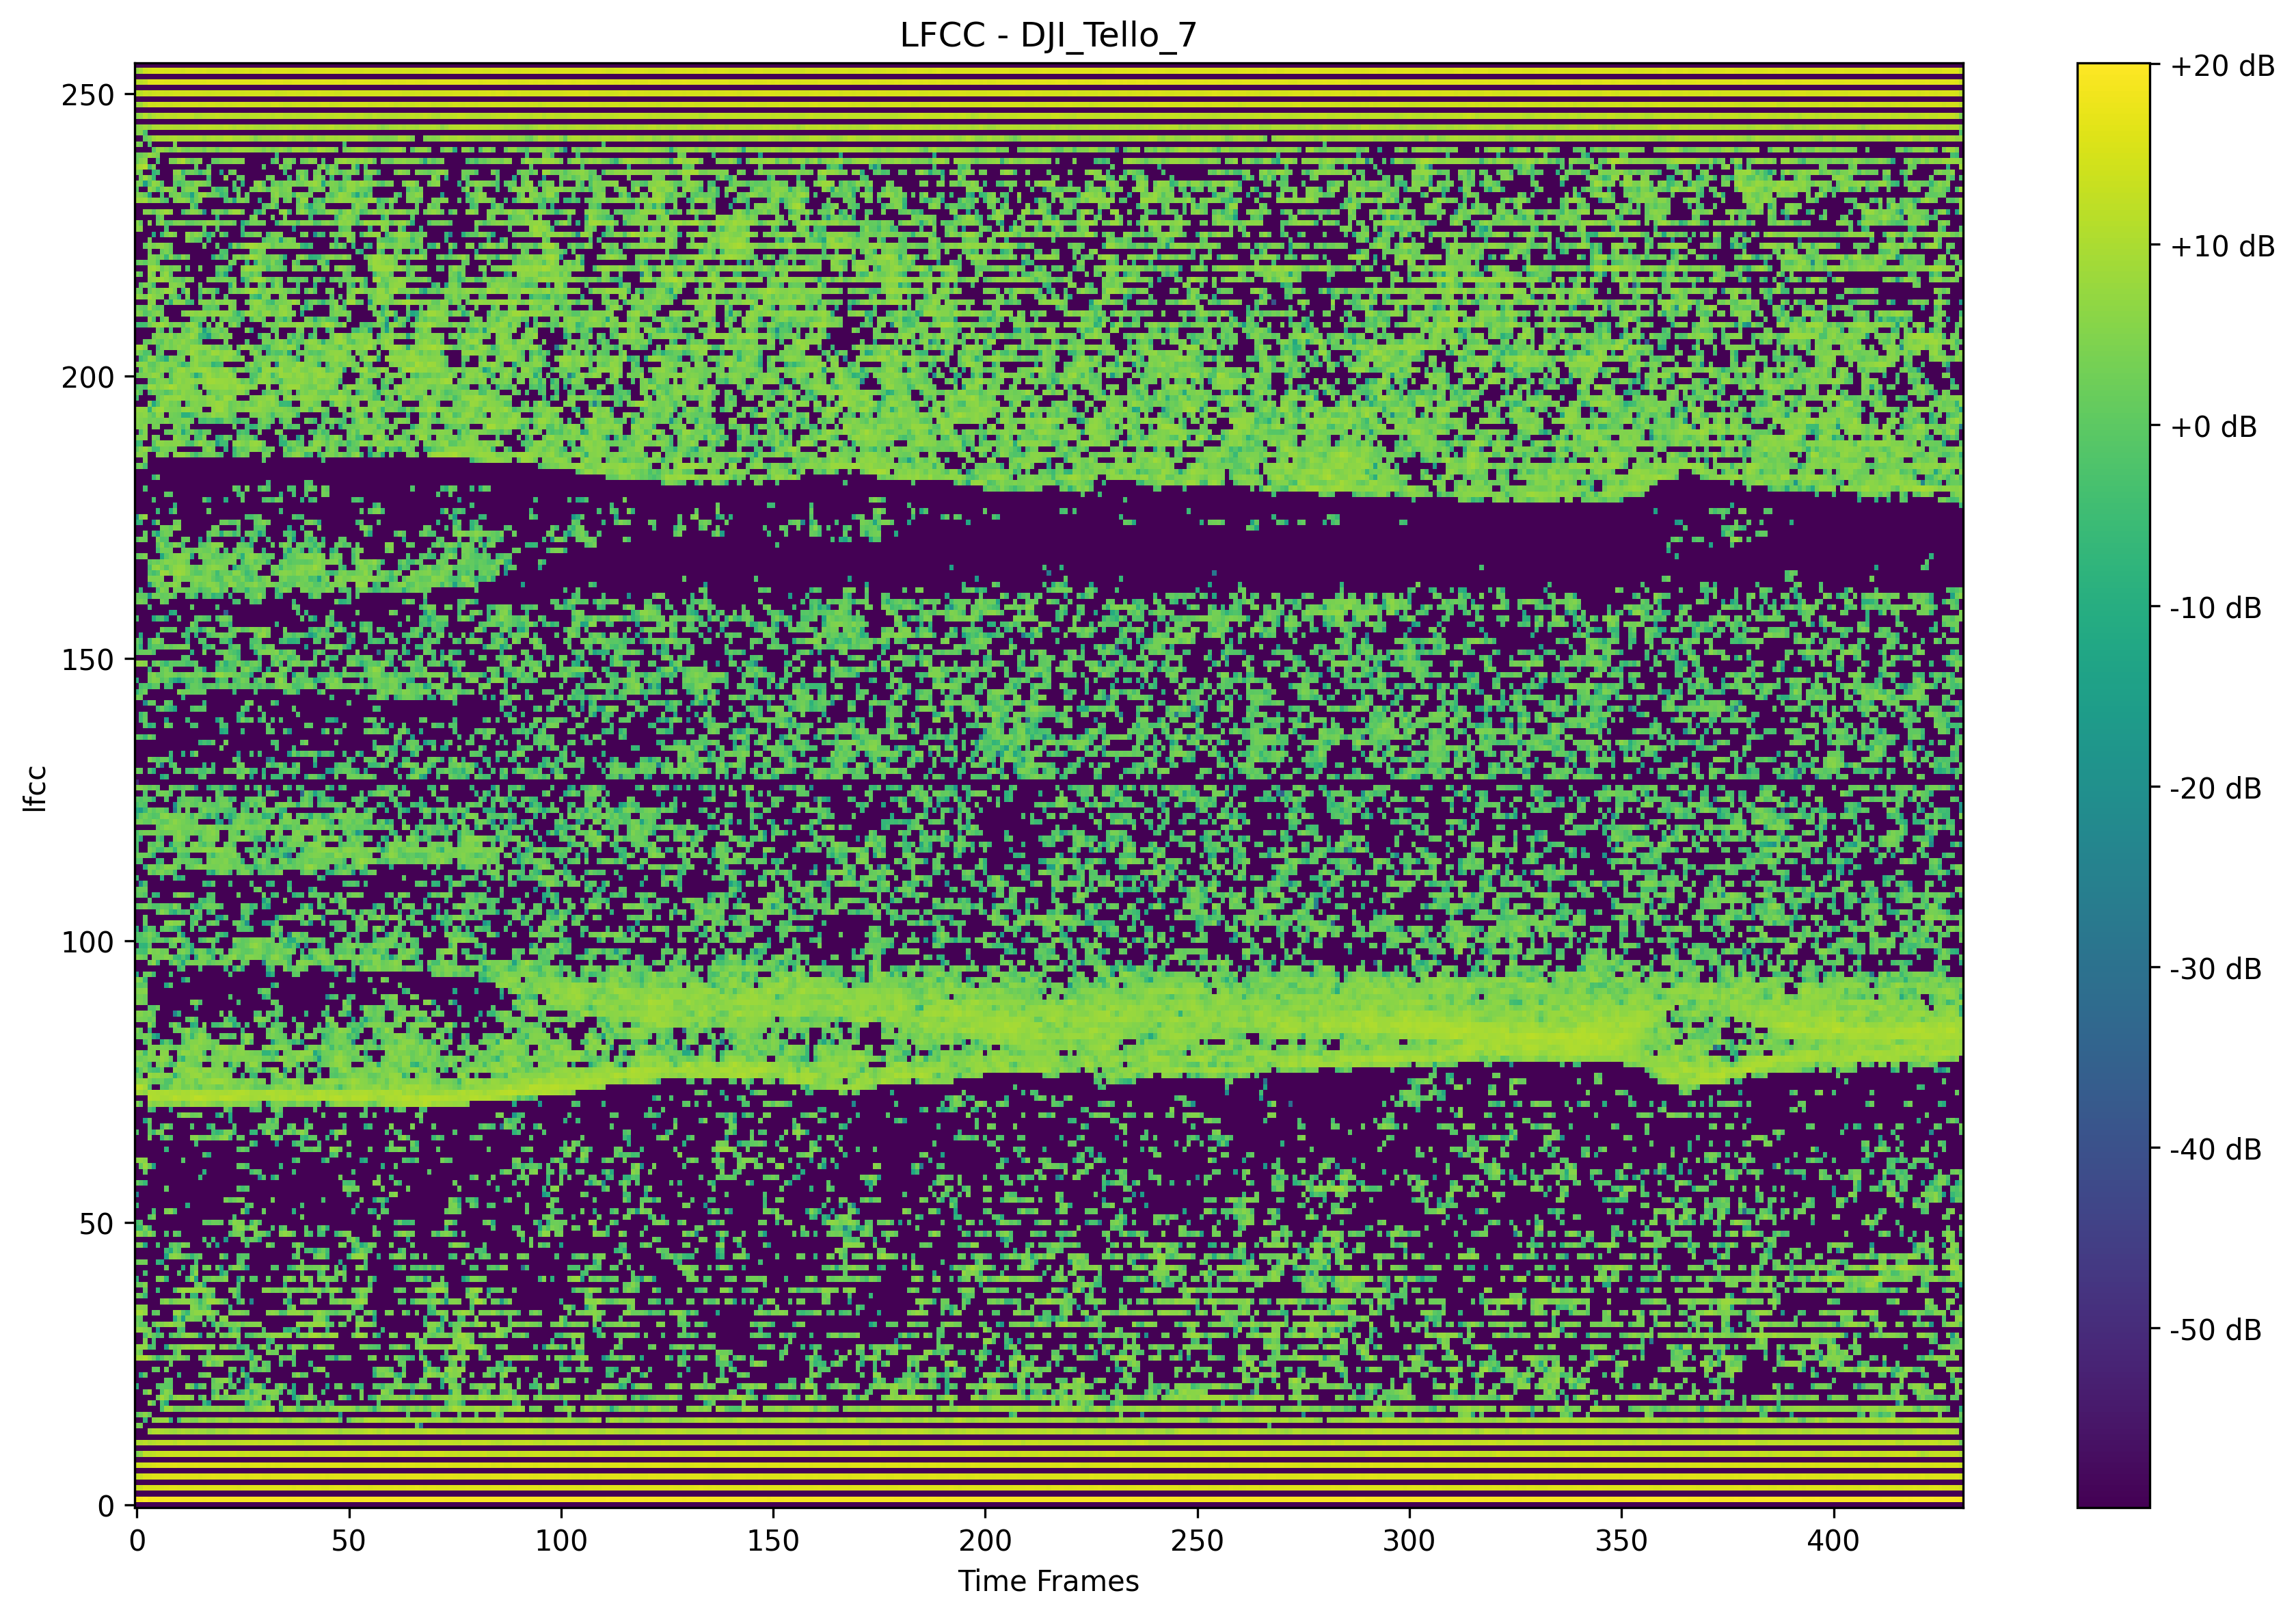 LFCC - DJI_Tello_7
250
200
150
100
50
0
lfcc
0 50 100 150 200 250 300 350 400
Time Frames
+20 dB
+10 dB
+0 dB
-10 dB
-20 dB
-30 dB
-40 dB
-50 dB